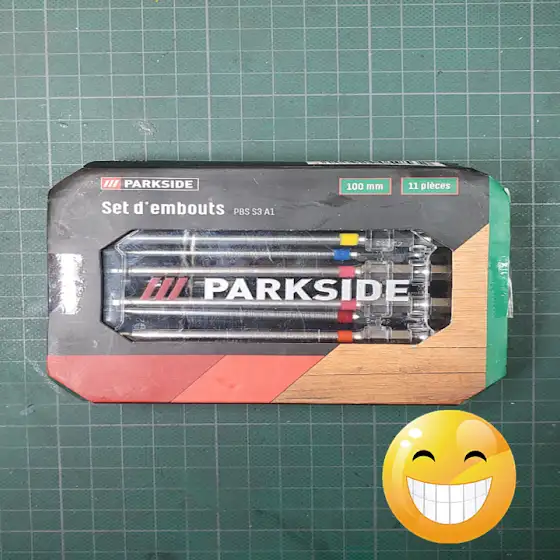 PARKSIDE
100 mm
11 pièces
Set d'embouts PBS S3 A1
PARKSIDE